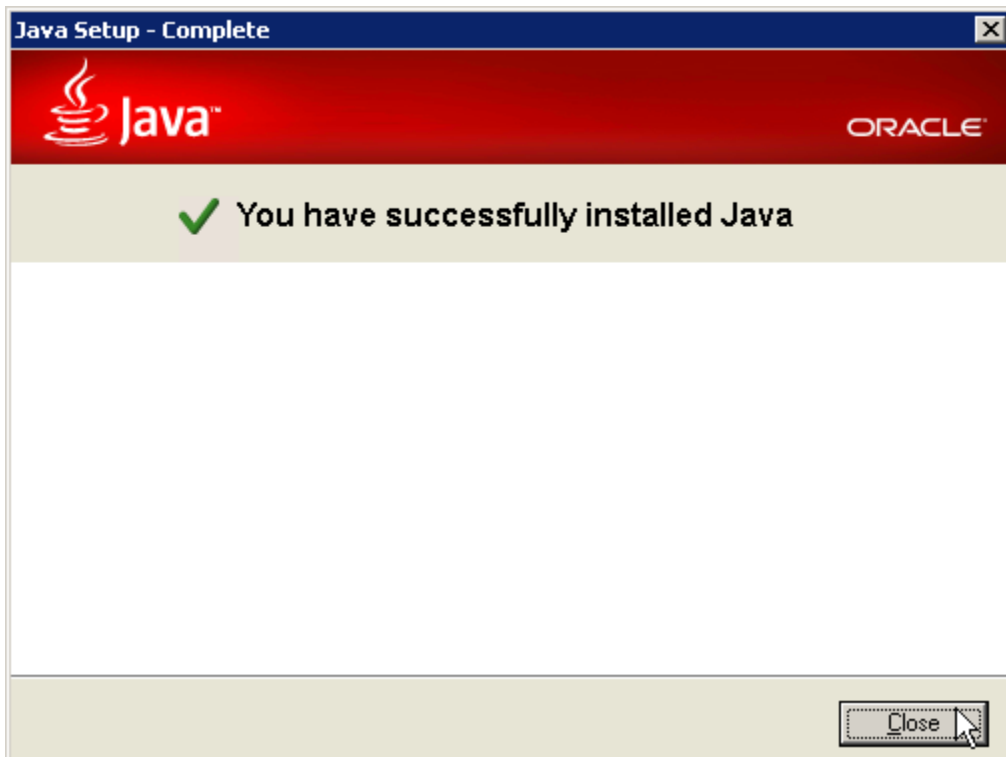 Java Setup - Complete
Java™
ORACLE®
You have successfully installed Java
Close